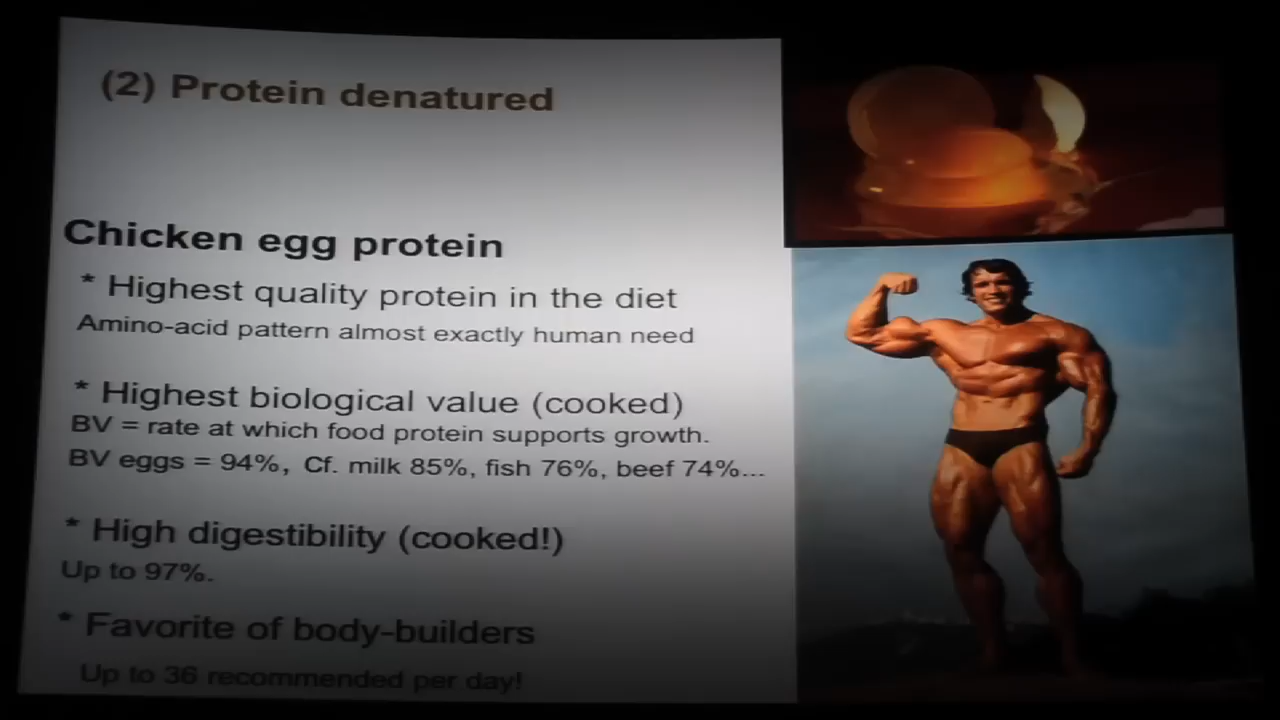 (2) Protein denatured
Chicken egg protein
* Highest quality protein in the diet
Amino-acid pattern almost exactly human need
* Highest biological value (cooked)
BV = rate at which food protein supports growth.
BV eggs = 94%, Cf. milk 85%, fish 76%, beef 74%...
* High digestibility (cooked!)
Up to 97%.
* Favorite of body-builders
Up to 36 recommended per day!